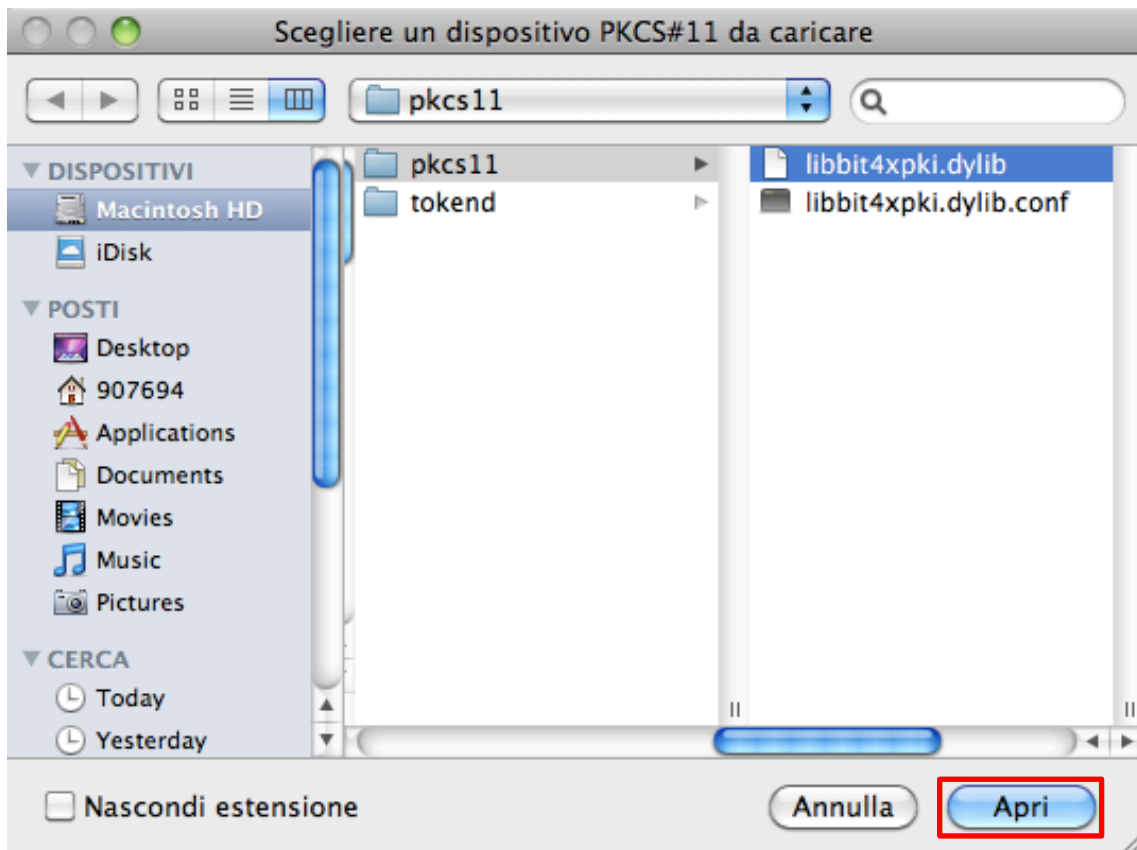 Scegliere un dispositivo PKCS#11 da caricare
pkcs11
DISPOSITIVI
Macintosh HD
iDisk
POSTI
Desktop
907694
Applications
Documents
Movies
Music
Pictures
CERCA
Today
Yesterday
pkcs11
tokend
libbit4xpki.dylib
libbit4xpki.dylib.conf
Nascondi estensione
Annulla
Apri